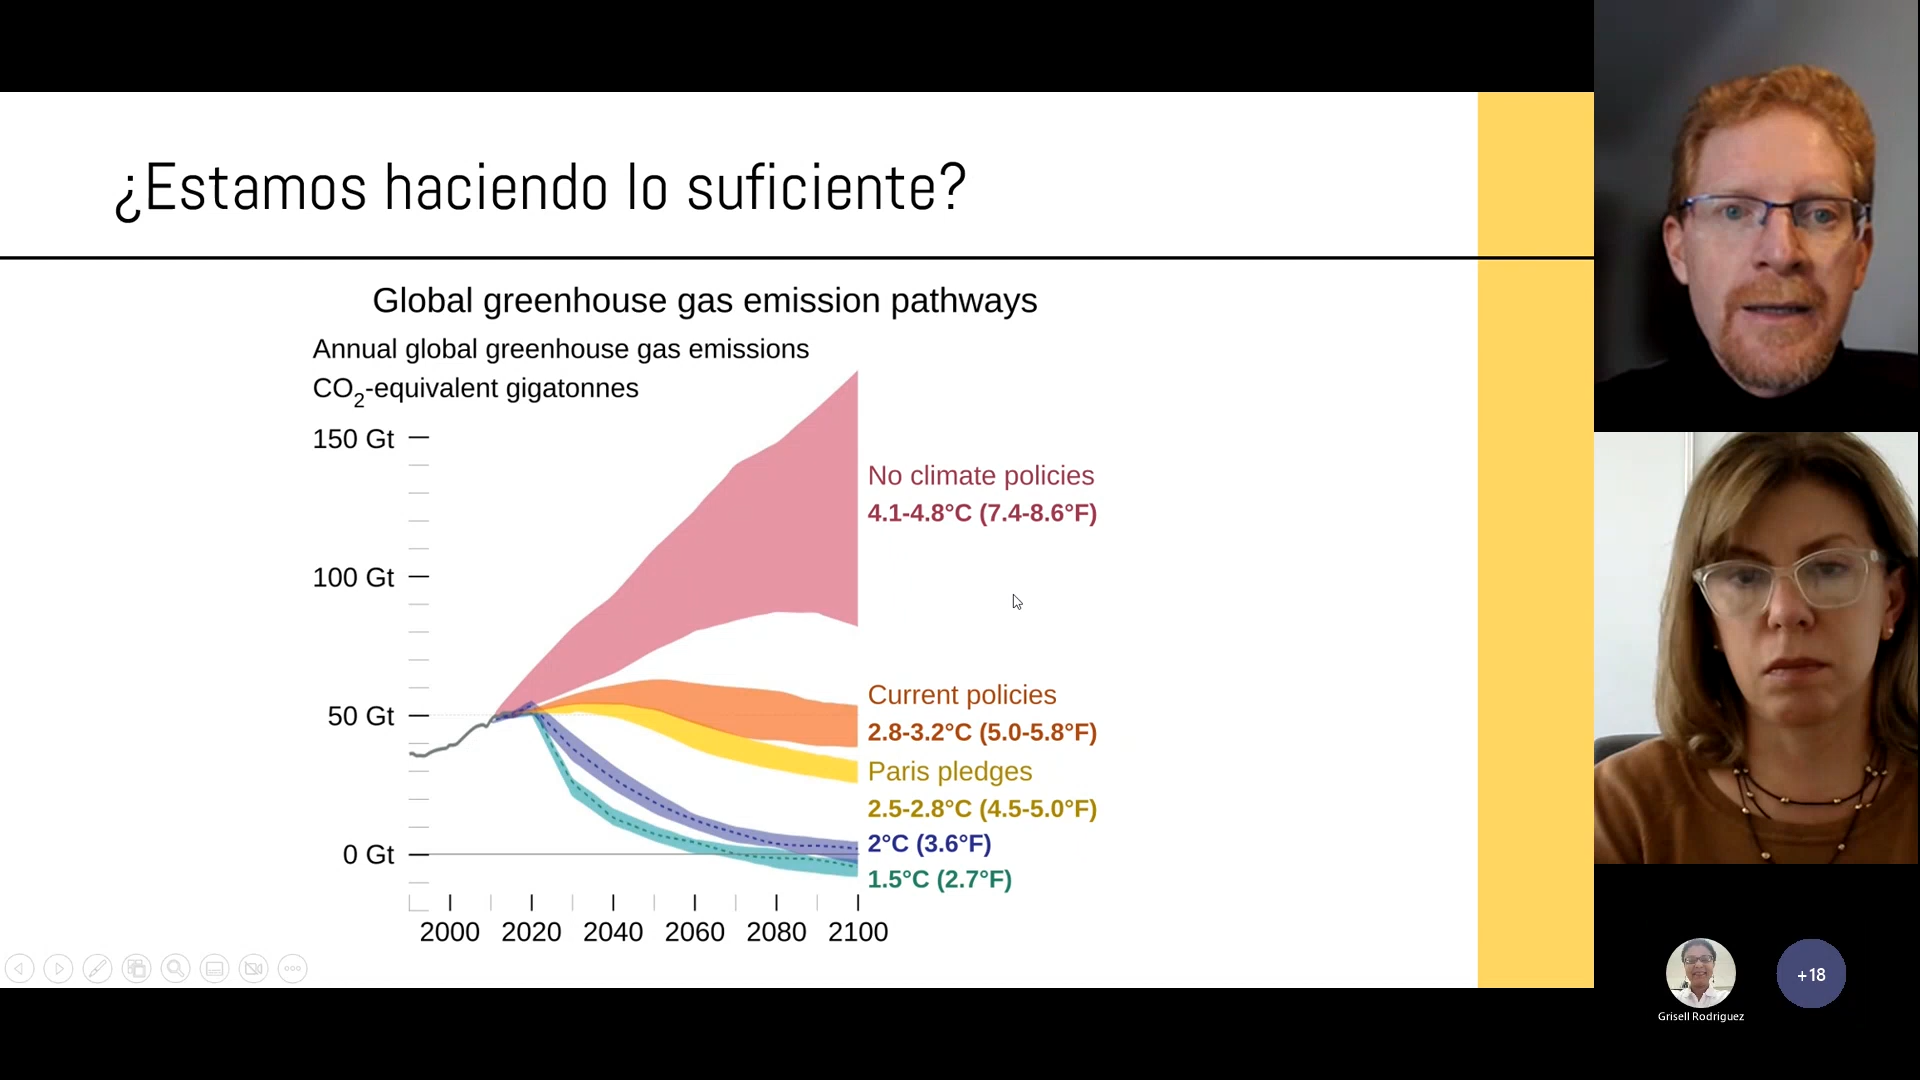 ¿Estamos haciendo lo suficiente?
Global greenhouse gas emission pathways
Annual global greenhouse gas emissions
CO2-equivalent gigatonnes
150 Gt
100 Gt
50 Gt
0 Gt
No climate policies
4.1-4.8°C (7.4-8.6°F)
Current policies
2.8-3.2°C (5.0-5.8°F)
Paris pledges
2.5-2.8°C (4.5-5.0°F)
2°C (3.6°F)
1.5°C (2.7°F)
2000 2020 2040 2060 2080 2100
+18
Grisell Rodriguez